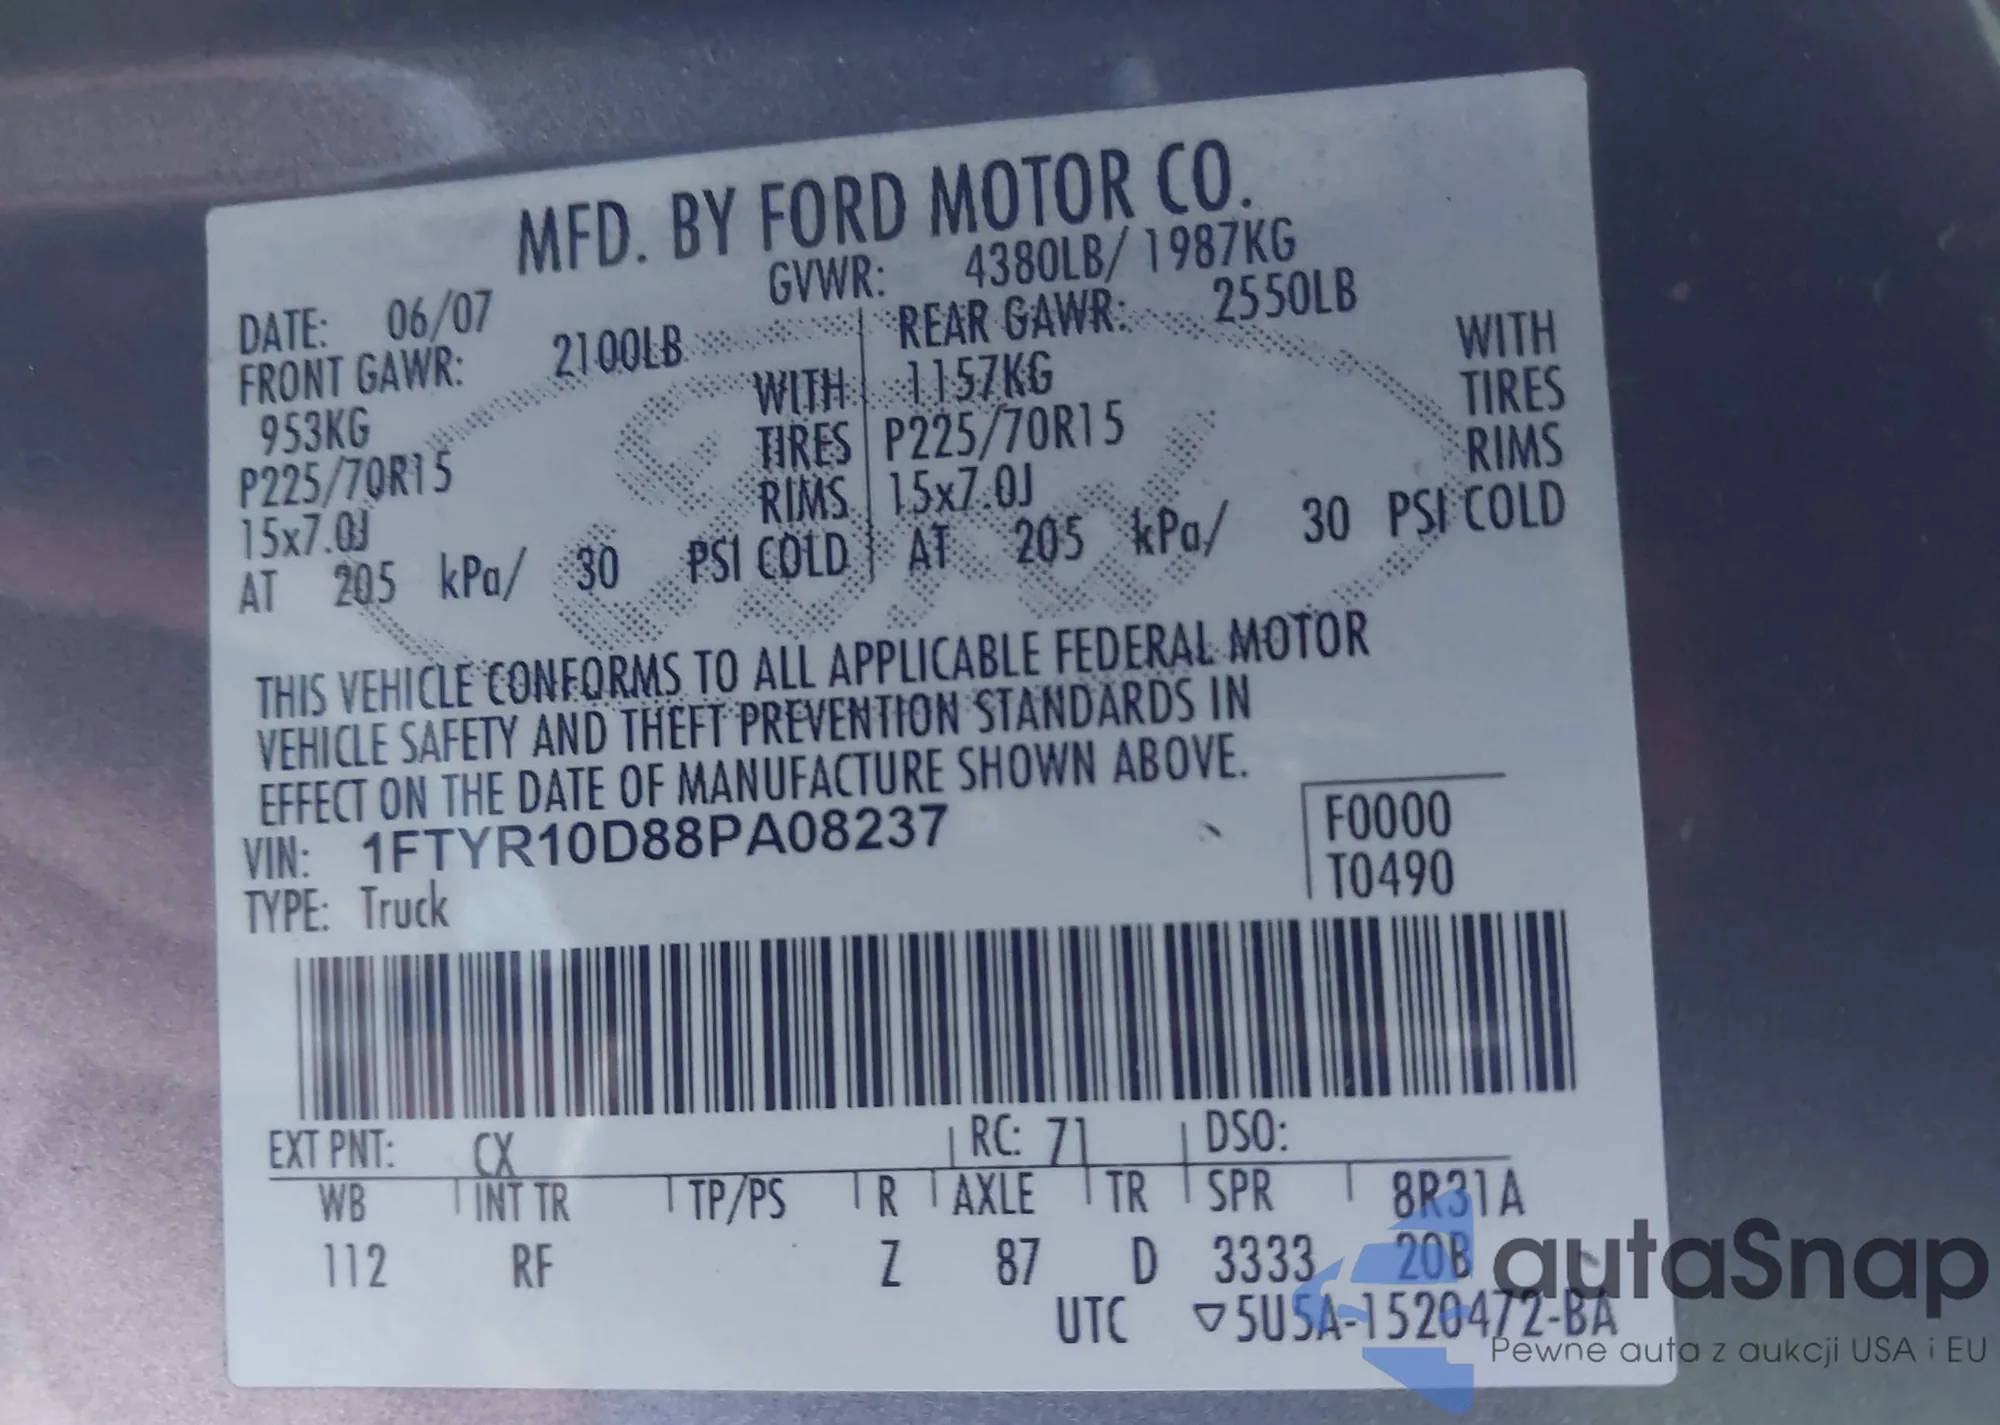 MFD. BY FORD MOTOR CO.
DATE: 06/07 GVWR: 4380LB/ 1987KG
FRONT GAWR: 2100LB
953KG WITH
P225/70R15 TIRES
15x7.0J RIMS
AT 205 kPa/ 30 PSI COLD
REAR GAWR: 2550LB
1157KG WITH
P225/70R15 TIRES
15x7.0J RIMS
AT 205 kPa/ 30 PSI COLD
THIS VEHICLE CONFORMS TO ALL APPLICABLE FEDERAL MOTOR
VEHICLE SAFETY AND THEFT PREVENTION STANDARDS IN
EFFECT ON THE DATE OF MANUFACTURE SHOWN ABOVE.
VIN: 1FTYR10D88PA08237
TYPE: Truck
F0000
T0490
EXT PNT: CX RC: 71 DSO:
WB INT TR TP/PS R AXLE TR SPR 8R31A
112 RF Z 87 D 3333 20B
UTC ▽5U5A-1520472-BA
Ford
autaSnap
Pewne auta z aukcji USA i EU